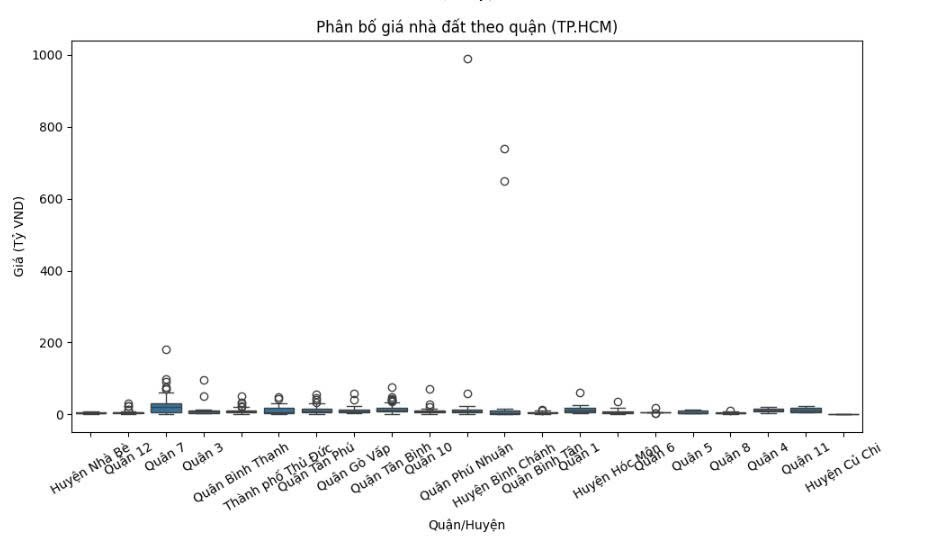 Phân bố giá nhà đất theo quận (TP.HCM)
Giá (Tỷ VND)
1000
800
600
400
200
0
Huyện Nhà Bè
Quận 12
Quận 7
Quận 3
Quận Bình Thạnh
Thành phố Thủ Đức
Quận Tân Phú
Quận Gò Vấp
Quận Tân Bình
Quận 10
Quận Phú Nhuận
Huyện Bình Chánh
Quận Bình Tân
Quận 1
Huyện Hóc Môn
Quận 6
Quận 5
Quận 8
Quận 4
Quận 11
Huyện Củ Chi
Quận/Huyện